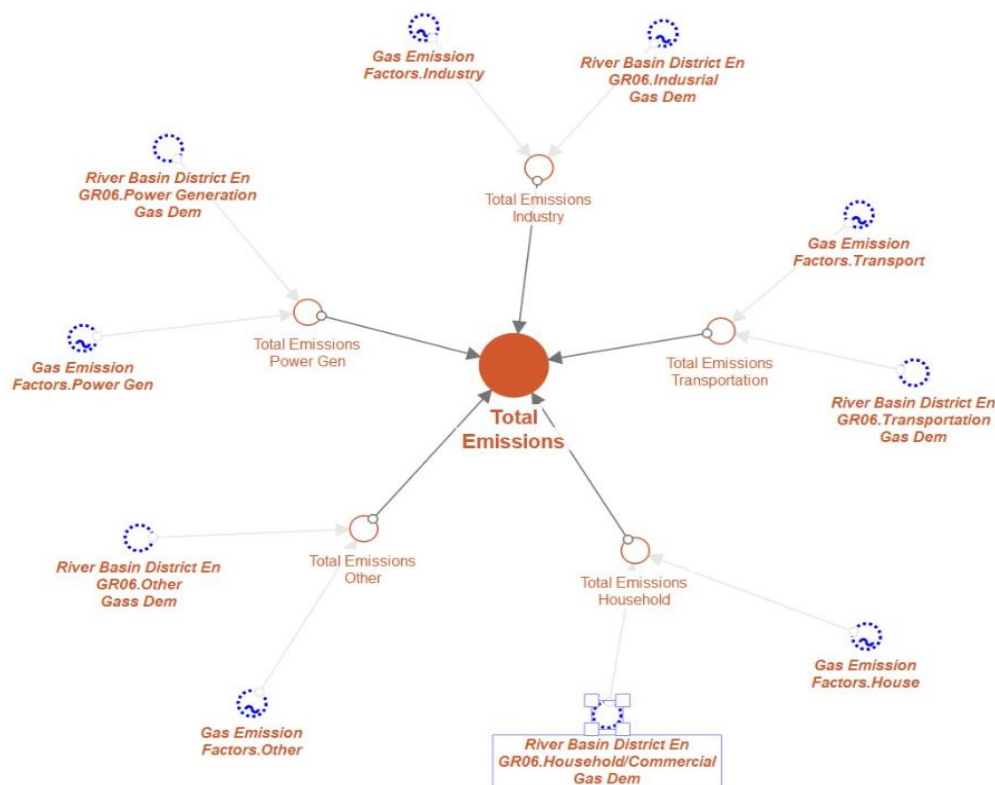 Gas Emission
Factors.Industry
River Basin District En
GR06.Indusrial
Gas Dem
River Basin District En
GR06.Power Generation
Gas Dem
Total Emissions
Industry
Gas Emission
Factors.Transport
Total Emissions
Power Gen
Total Emissions
Transportation
Gas Emission
Factors.Power Gen
River Basin District En
GR06.Transportation
Gas Dem
Total
Emissions
River Basin District En
GR06.Other
Gass Dem
Total Emissions
Other
Total Emissions
Household
Gas Emission
Factors.House
Gas Emission
Factors.Other
River Basin District En
GR06.Household/Commercial
Gas Dem